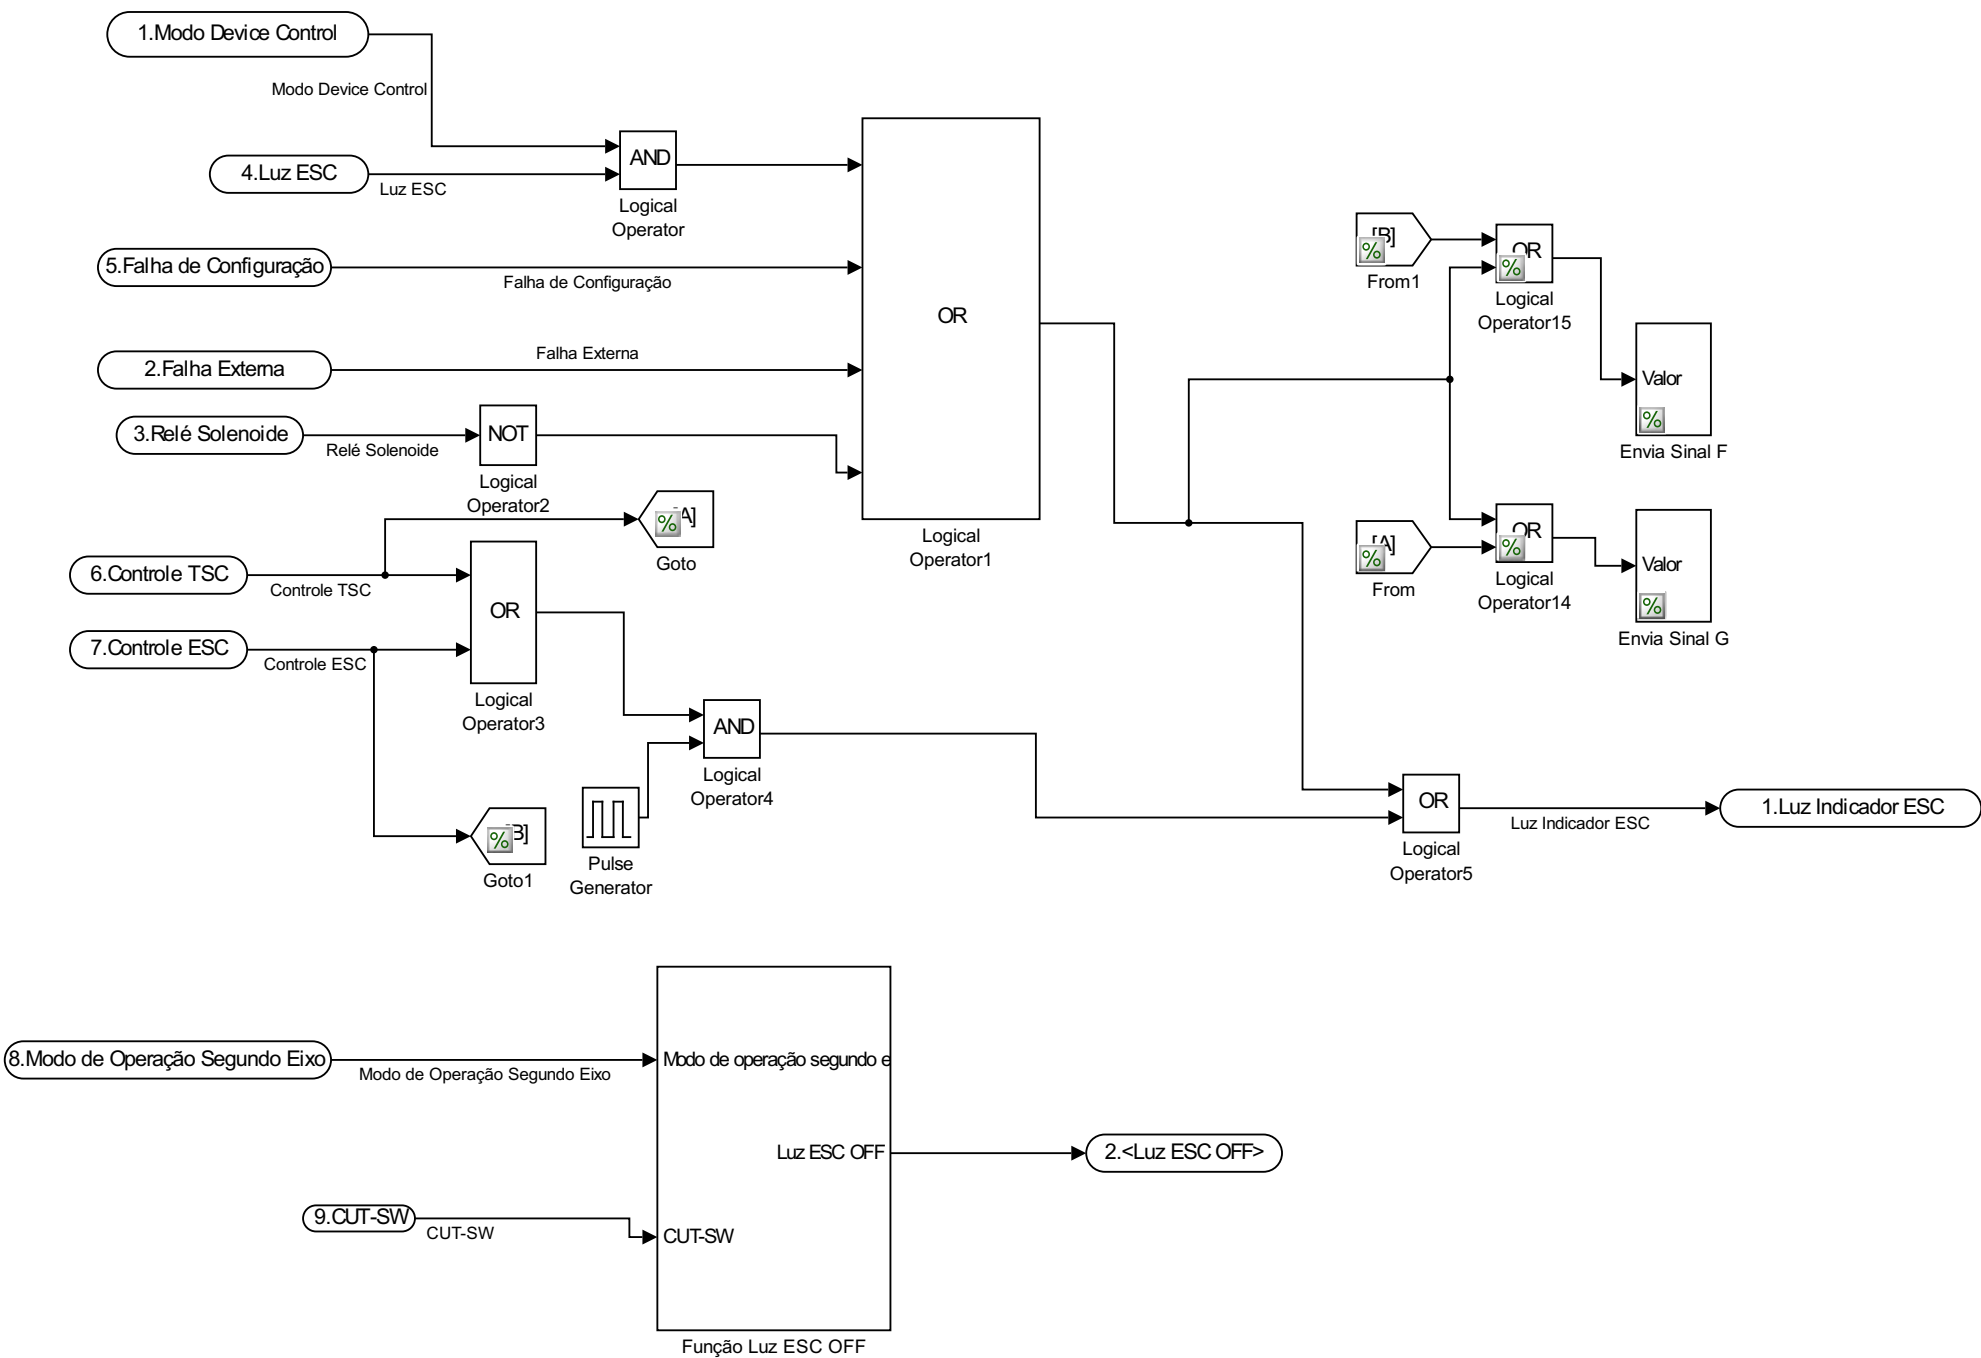 1.Modo Device Control
Modo Device Control
4.Luz ESC
Luz ESC
AND
Logical
Operator
5.Falha de Configuração
Falha de Configuração
2.Falha Externa
Falha Externa
3.Relé Solenoide
Relé Solenoide
NOT
Logical
Operator2
OR
Logical
Operator1
A]
Goto
6.Controle TSC
Controle TSC
7.Controle ESC
Controle ESC
OR
Logical
Operator3
AND
Logical
Operator4
Pulse
Generator
B]
Goto1
[B]
From1
OR
Logical
Operator15
Valor
Envia Sinal F
[A]
From
OR
Logical
Operator14
Valor
Envia Sinal G
OR
Logical
Operator5
Luz Indicador ESC
1.Luz Indicador ESC
8.Modo de Operação Segundo Eixo
Modo de Operação Segundo Eixo
Modo de operação segundo e
Luz ESC OFF
2.<Luz ESC OFF>
9.CUT-SW
CUT-SW
CUT-SW
Função Luz ESC OFF